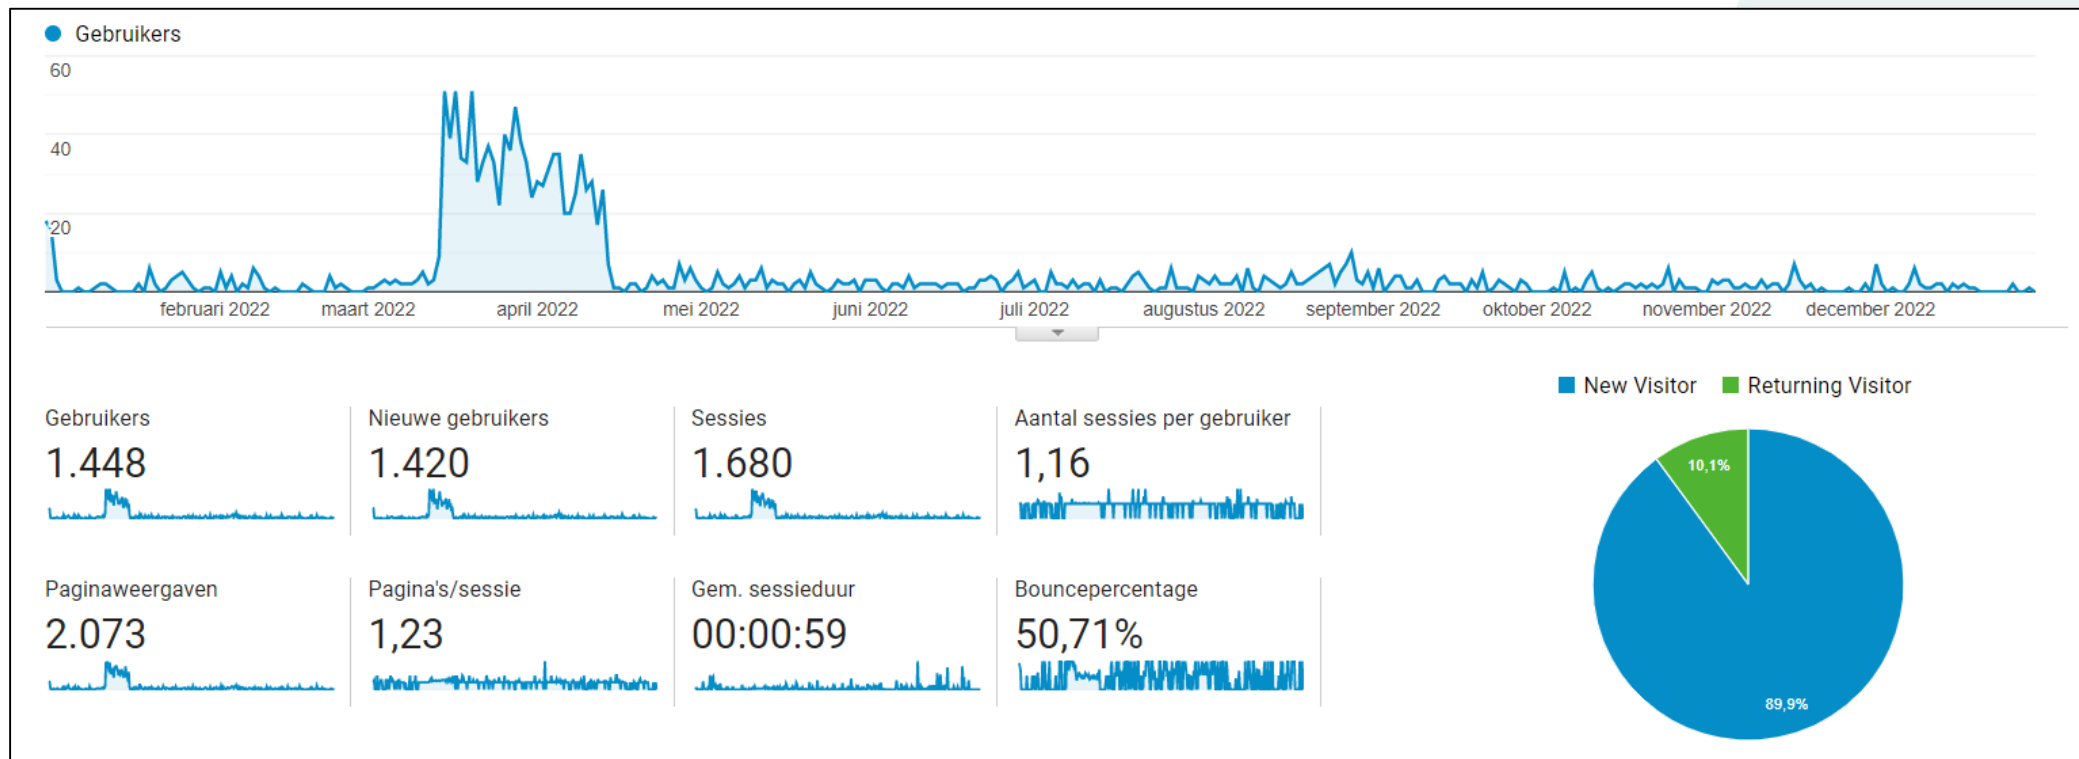 Gebruikers
60
40
20
februari 2022 maart 2022 april 2022 mei 2022 juni 2022 juli 2022 augustus 2022 september 2022 oktober 2022 november 2022 december 2022
New Visitor Returning Visitor
Gebruikers Nieuwe gebruikers Sessies Aantal sessies per gebruiker
1.448 1.420 1.680 1,16
10,1%
Paginaweergaven Pagina's/sessie Gem. sessieduur Bouncepercentage
2.073 1,23 00:00:59 50,71%
89,9%